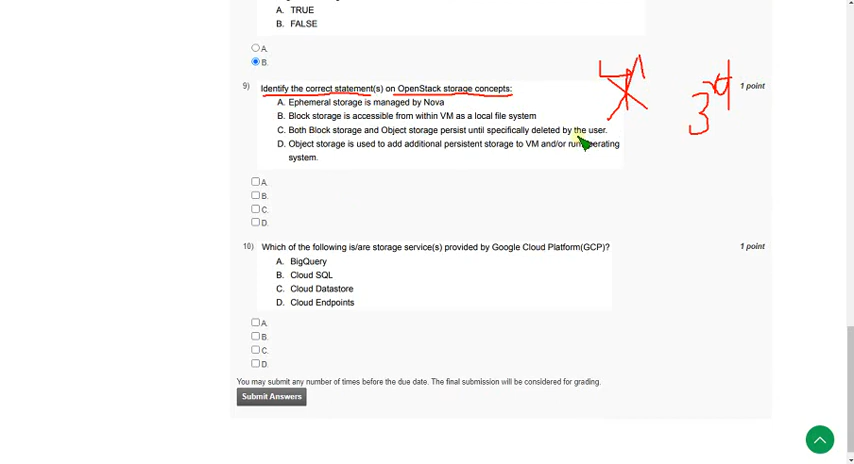 A. TRUE
B. FALSE
A.
B.
9) Identify the correct statement(s) on OpenStack storage concepts: 1 point
A. Ephemeral storage is managed by Nova
B. Block storage is accessible from within VM as a local file system
C. Both Block storage and Object storage persist until specifically deleted by the user.
D. Object storage is used to add additional persistent storage to VM and/or run operating
system.
A.
B.
C.
D.
10) Which of the following is/are storage service(s) provided by Google Cloud Platform(GCP)? 1 point
A. BigQuery
B. Cloud SQL
C. Cloud Datastore
D. Cloud Endpoints
A.
B.
C.
D.
You may submit any number of times before the due date. The final submission will be considered for grading.
Submit Answers